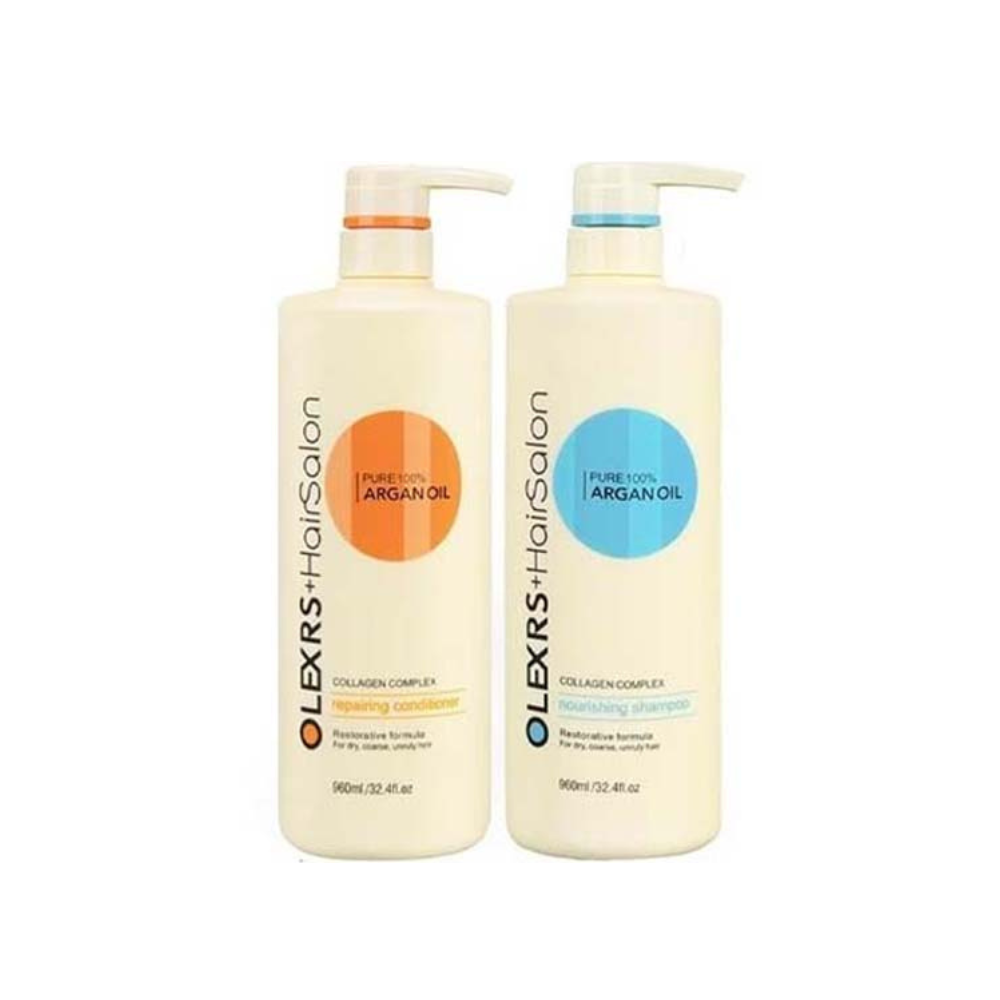 OLEXRS+HairSalon
PURE 100%
ARGAN OIL
COLLAGEN COMPLEX
repairing conditioner
Restorative formula
For dry, coarse, unruly hair
960ml/32.4fl.oz
OLEXRS+HairSalon
PURE 100%
ARGAN OIL
COLLAGEN COMPLEX
nourishing shampoo
Restorative formula
For dry, coarse, unruly hair
960ml/32.4fl.oz